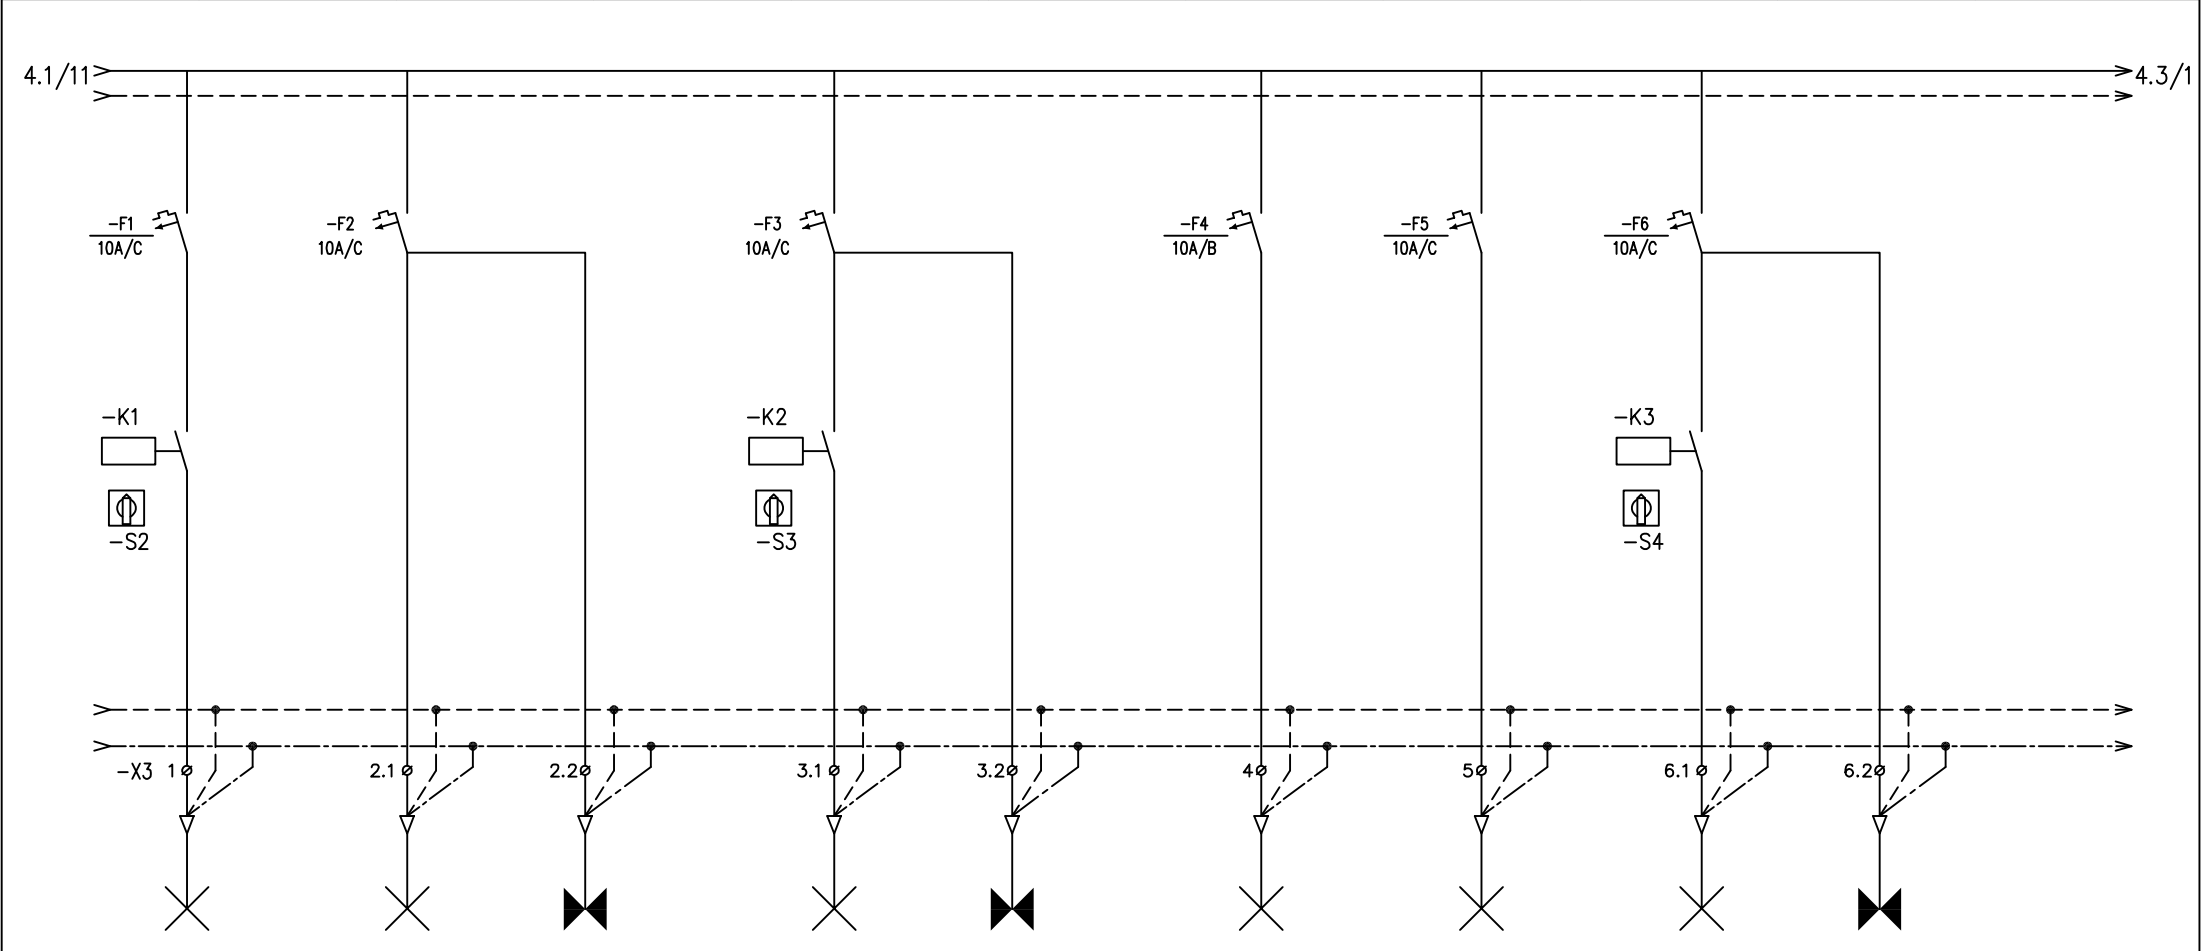 4.1/11
4.3/1
-F1
10A/C
-F2
10A/C
-F3
10A/C
-F4
10A/B
-F5
10A/C
-F6
10A/C
-K1
-K2
-K3
-S2
-S3
-S4
-X3 1 2.1 2.2 3.1 3.2 4 5 6.1 6.2